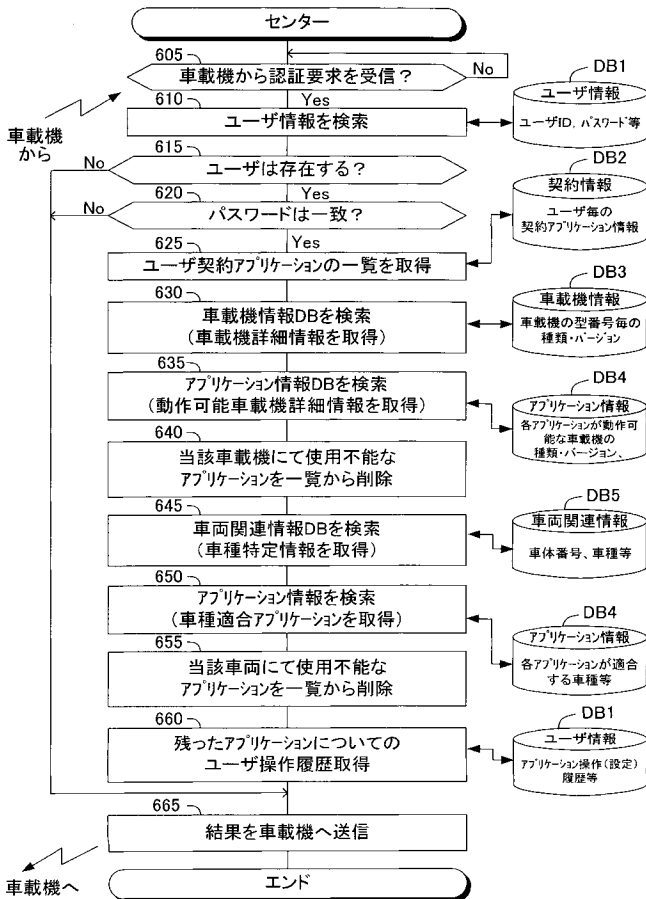 センター
605
車載機から認証要求を受信？
No
Yes
車載機
から
610
ユーザ情報を検索
DB1
ユーザ情報
ユーザID、パスワード等
615
ユーザは存在する？
No
Yes
620
パスワードは一致？
No
Yes
DB2
契約情報
ユーザ毎の
契約アプリケーション情報
625
ユーザ契約アプリケーションの一覧を取得
630
車載機情報DBを検索
(車載機詳細情報を取得)
DB3
車載機情報
車載機の型番号毎の
種類・バージョン
635
アプリケーション情報DBを検索
(動作可能車載機詳細情報を取得)
DB4
アプリケーション情報
各アプリケーションが動作可
能な車載機の
種類・バージョン、
640
当該車載機にて使用不能な
アプリケーションを一覧から削除
645
車両関連情報DBを検索
(車種特定情報を取得)
DB5
車両関連情報
車体番号、車種等
650
アプリケーション情報を検索
(車種適合アプリケーションを取得)
DB4
アプリケーション情報
各アプリケーションが適合
する車種等
655
当該車両にて使用不能な
アプリケーションを一覧から削除
660
残ったアプリケーションについての
ユーザ操作履歴取得
DB1
ユーザ情報
アプリケーション操作(設定)
履歴等
665
結果を車載機へ送信
車載機へ
エンド